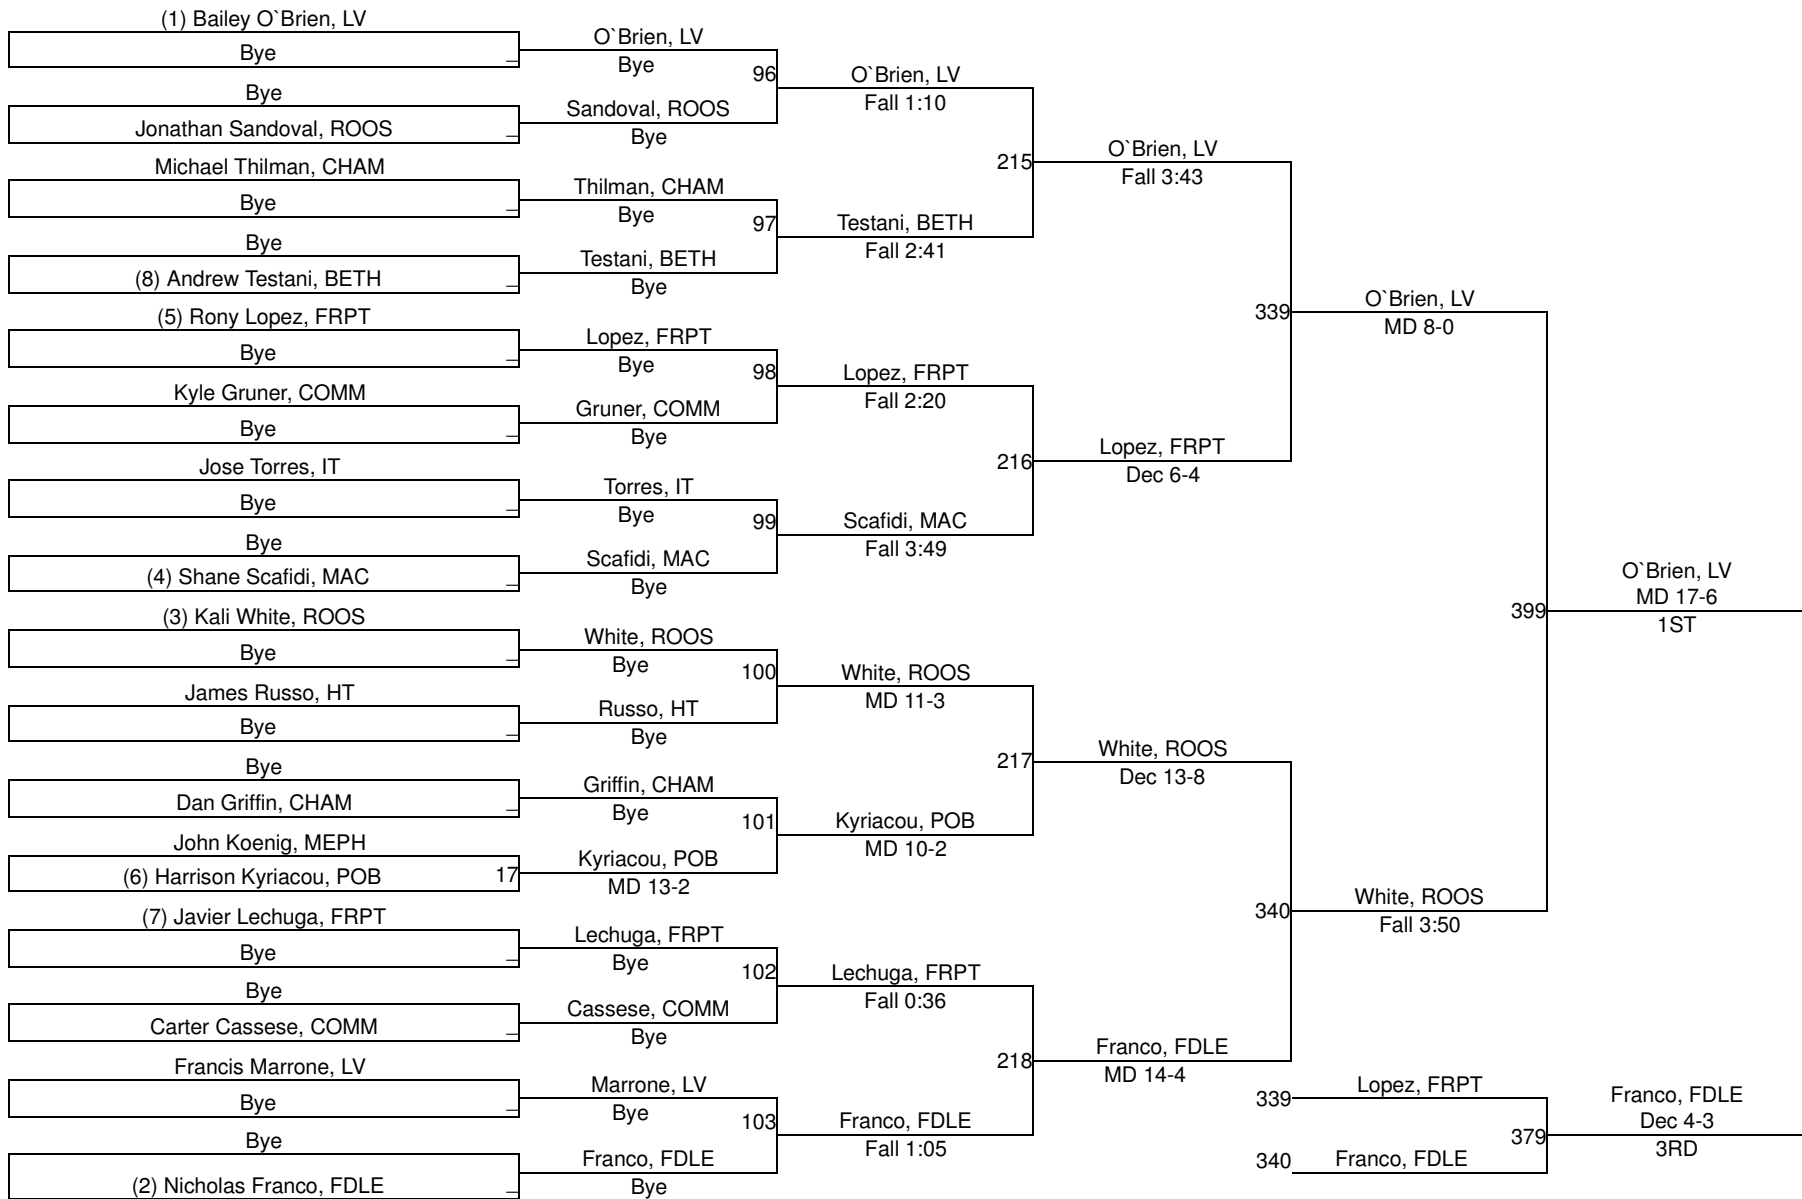 (1) Bailey O`Brien, LV
Bye
_
Bye
Jonathan Sandoval, ROOS
_
Michael Thilman, CHAM
Bye
_
Bye
(8) Andrew Testani, BETH
_
(5) Rony Lopez, FRPT
Bye
_
Kyle Gruner, COMM
Bye
_
Jose Torres, IT
Bye
_
Bye
(4) Shane Scafidi, MAC
_
(3) Kali White, ROOS
Bye
_
James Russo, HT
Bye
_
Bye
Dan Griffin, CHAM
_
John Koenig, MEPH
(6) Harrison Kyriacou, POB
17
(7) Javier Lechuga, FRPT
Bye
_
Bye
Carter Cassese, COMM
_
Francis Marrone, LV
Bye
_
Bye
(2) Nicholas Franco, FDLE
_
O`Brien, LV
Bye
96
Sandoval, ROOS
Bye
Thilman, CHAM
Bye
97
Testani, BETH
Bye
Lopez, FRPT
Bye
98
Gruner, COMM
Bye
Torres, IT
Bye
99
Scafidi, MAC
Bye
White, ROOS
Bye
100
Russo, HT
Bye
Griffin, CHAM
Bye
101
Kyriacou, POB
MD 13-2
Lechuga, FRPT
Bye
102
Cassese, COMM
Bye
Marrone, LV
Bye
103
Franco, FDLE
Bye
O`Brien, LV
Fall 1:10
215
Testani, BETH
Fall 2:41
Lopez, FRPT
Fall 2:20
216
Scafidi, MAC
Fall 3:49
White, ROOS
MD 11-3
217
Kyriacou, POB
MD 10-2
Lechuga, FRPT
Fall 0:36
218
Franco, FDLE
Fall 1:05
O`Brien, LV
Fall 3:43
339
Lopez, FRPT
Dec 6-4
White, ROOS
Dec 13-8
340
Franco, FDLE
MD 14-4
O`Brien, LV
MD 8-0
399
White, ROOS
Fall 3:50
O`Brien, LV
MD 17-6
1ST
339
Lopez, FRPT
379
340
Franco, FDLE
Franco, FDLE
Dec 4-3
3RD